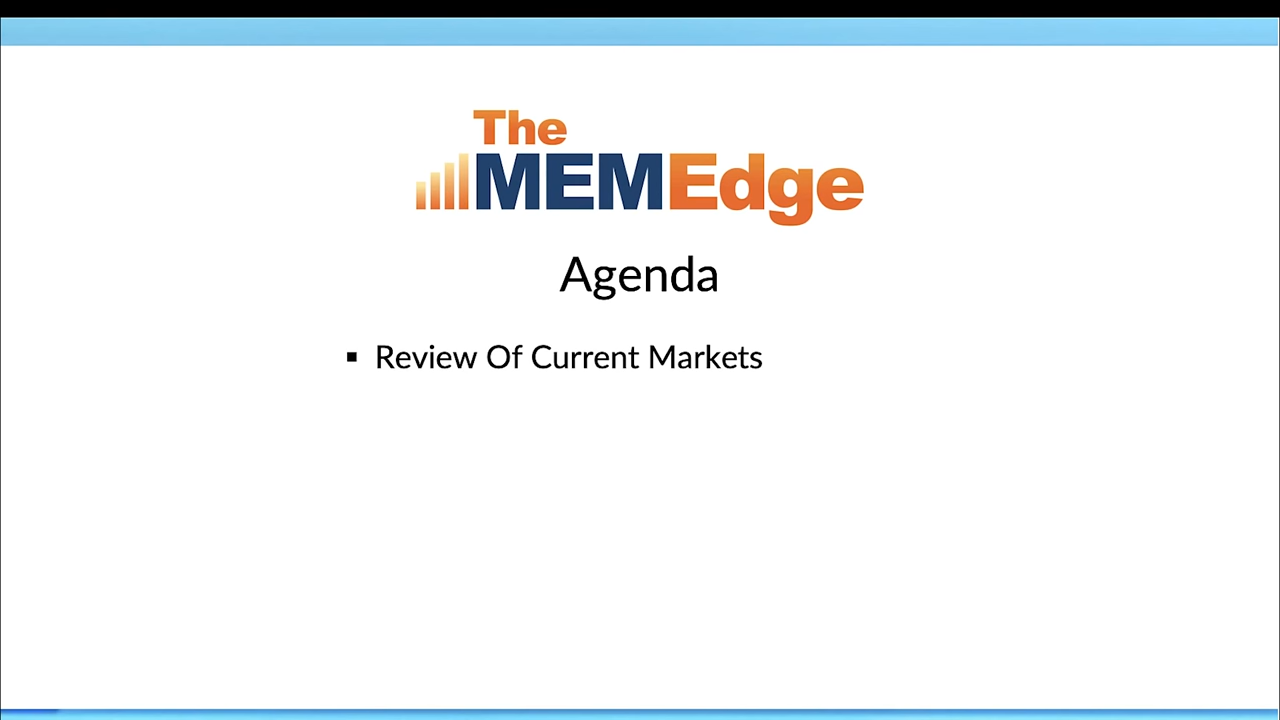 The
MEMEdge
Agenda
▪ Review Of Current Markets